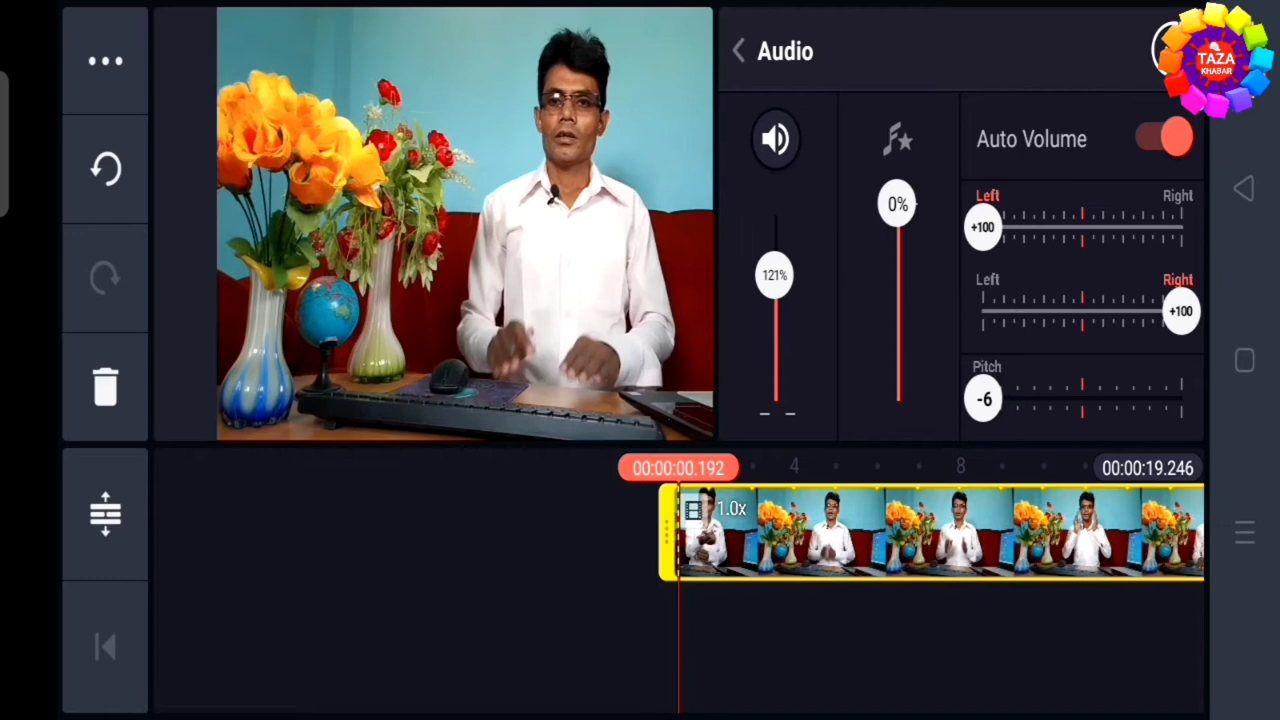 Audio
TAZA
KHABAR
Auto Volume
Left
Right
+100
0%
121%
Left
Right
+100
Pitch
-6
00:00:00.192
4
8
00:00:19.246
1.0x